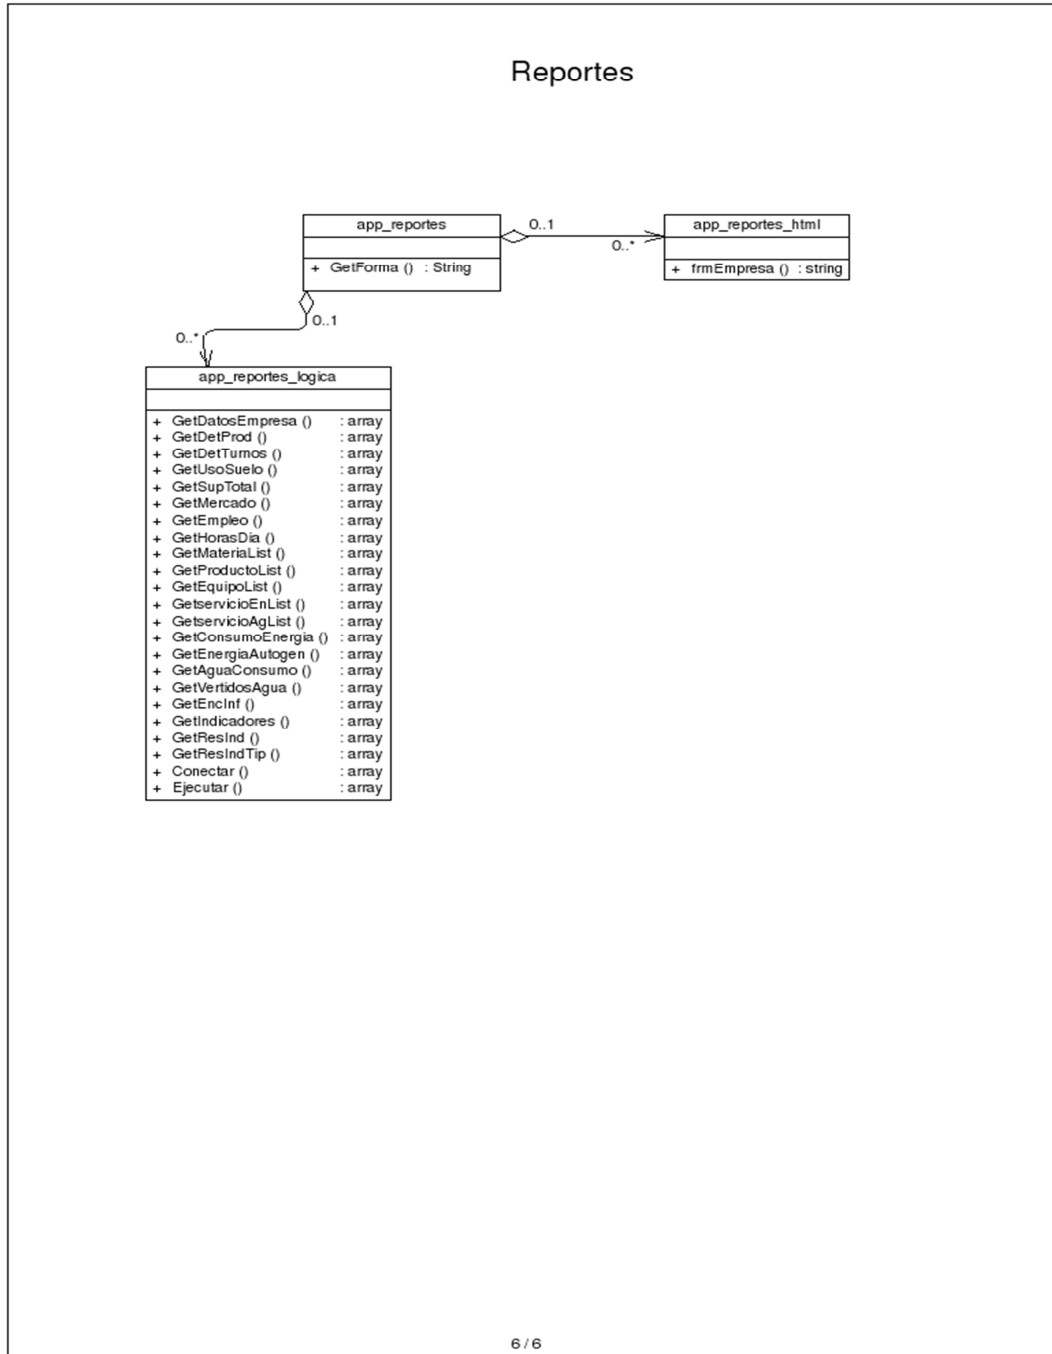 Reportes
app_reportes
+ GetForma () : String
0..1
0..*
app_reportes_html
+ frmEmpresa () : string
0..1
0..*
app_reportes_logica
+ GetDatosEmpresa () : array
+ GetDetProd () : array
+ GetDetTurnos () : array
+ GetUsoSuelo () : array
+ GetSupTotal () : array
+ GetMercado () : array
+ GetEmpleo () : array
+ GetHorasDia () : array
+ GetMateriaList () : array
+ GetProductoList () : array
+ GetEquipoList () : array
+ GetservicioEnList () : array
+ GetservicioAgList () : array
+ GetConsumoEnergia () : array
+ GetEnergiaAutogen () : array
+ GetAguaConsumo () : array
+ GetVertidosAgua () : array
+ GetEncInf () : array
+ GetIndicadores () : array
+ GetResInd () : array
+ GetResIndTip () : array
+ Conectar () : array
+ Ejecutar () : array
6 / 6